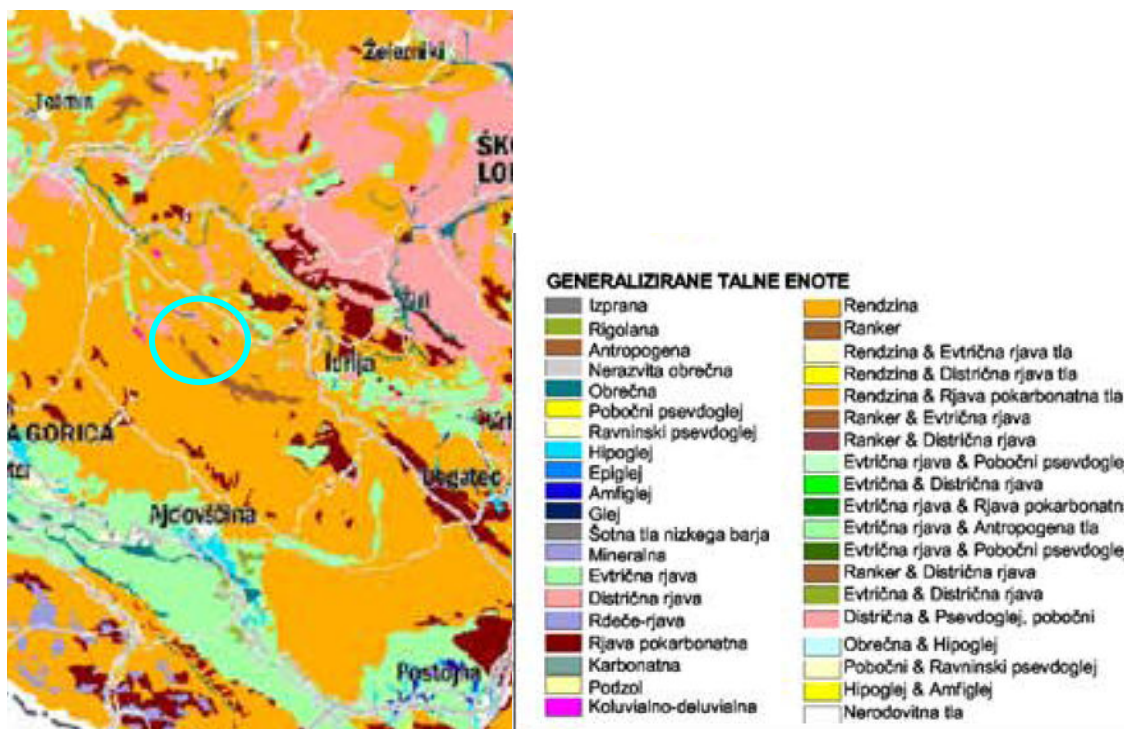 Železniki
Tolmin
ŠK
LOI
Žiri
Idrija
A GORICA
Logatec
Ajdovščina
Postojna
GENERALIZIRANE TALNE ENOTE
Izprana
Rigolana
Antropogena
Nerazvita obrečna
Obrečna
Pobočni psevdoglej
Ravninski psevdoglej
Hipoglej
Epiglej
Amfiglej
Glej
Šotna tla nizkega barja
Mineralna
Evtrična rjava
Distrična rjava
Rdeče-rjava
Rjava pokarbonatna
Karbonatna
Podzol
Koluvialno-deluvialna
Rendzina
Ranker
Rendzina & Evtrična rjava tla
Rendzina & Distrična rjava tla
Rendzina & Rjava pokarbonatna tla
Ranker & Evtrična rjava
Ranker & Distrična rjava
Evtrična rjava & Pobočni psevdoglej
Evtrična & Distrična rjava
Evtrična rjava & Rjava pokarbonatn
Evtrična rjava & Antropogena tla
Evtrična rjava & Pobočni psevdoglej
Ranker & Distrična rjava
Evtrična & Distrična rjava
Distrična & Psevdoglej, pobočni
Obrečna & Hipoglej
Pobočni & Ravninski psevdoglej
Hipoglej & Amfiglej
Nerodovitna tla